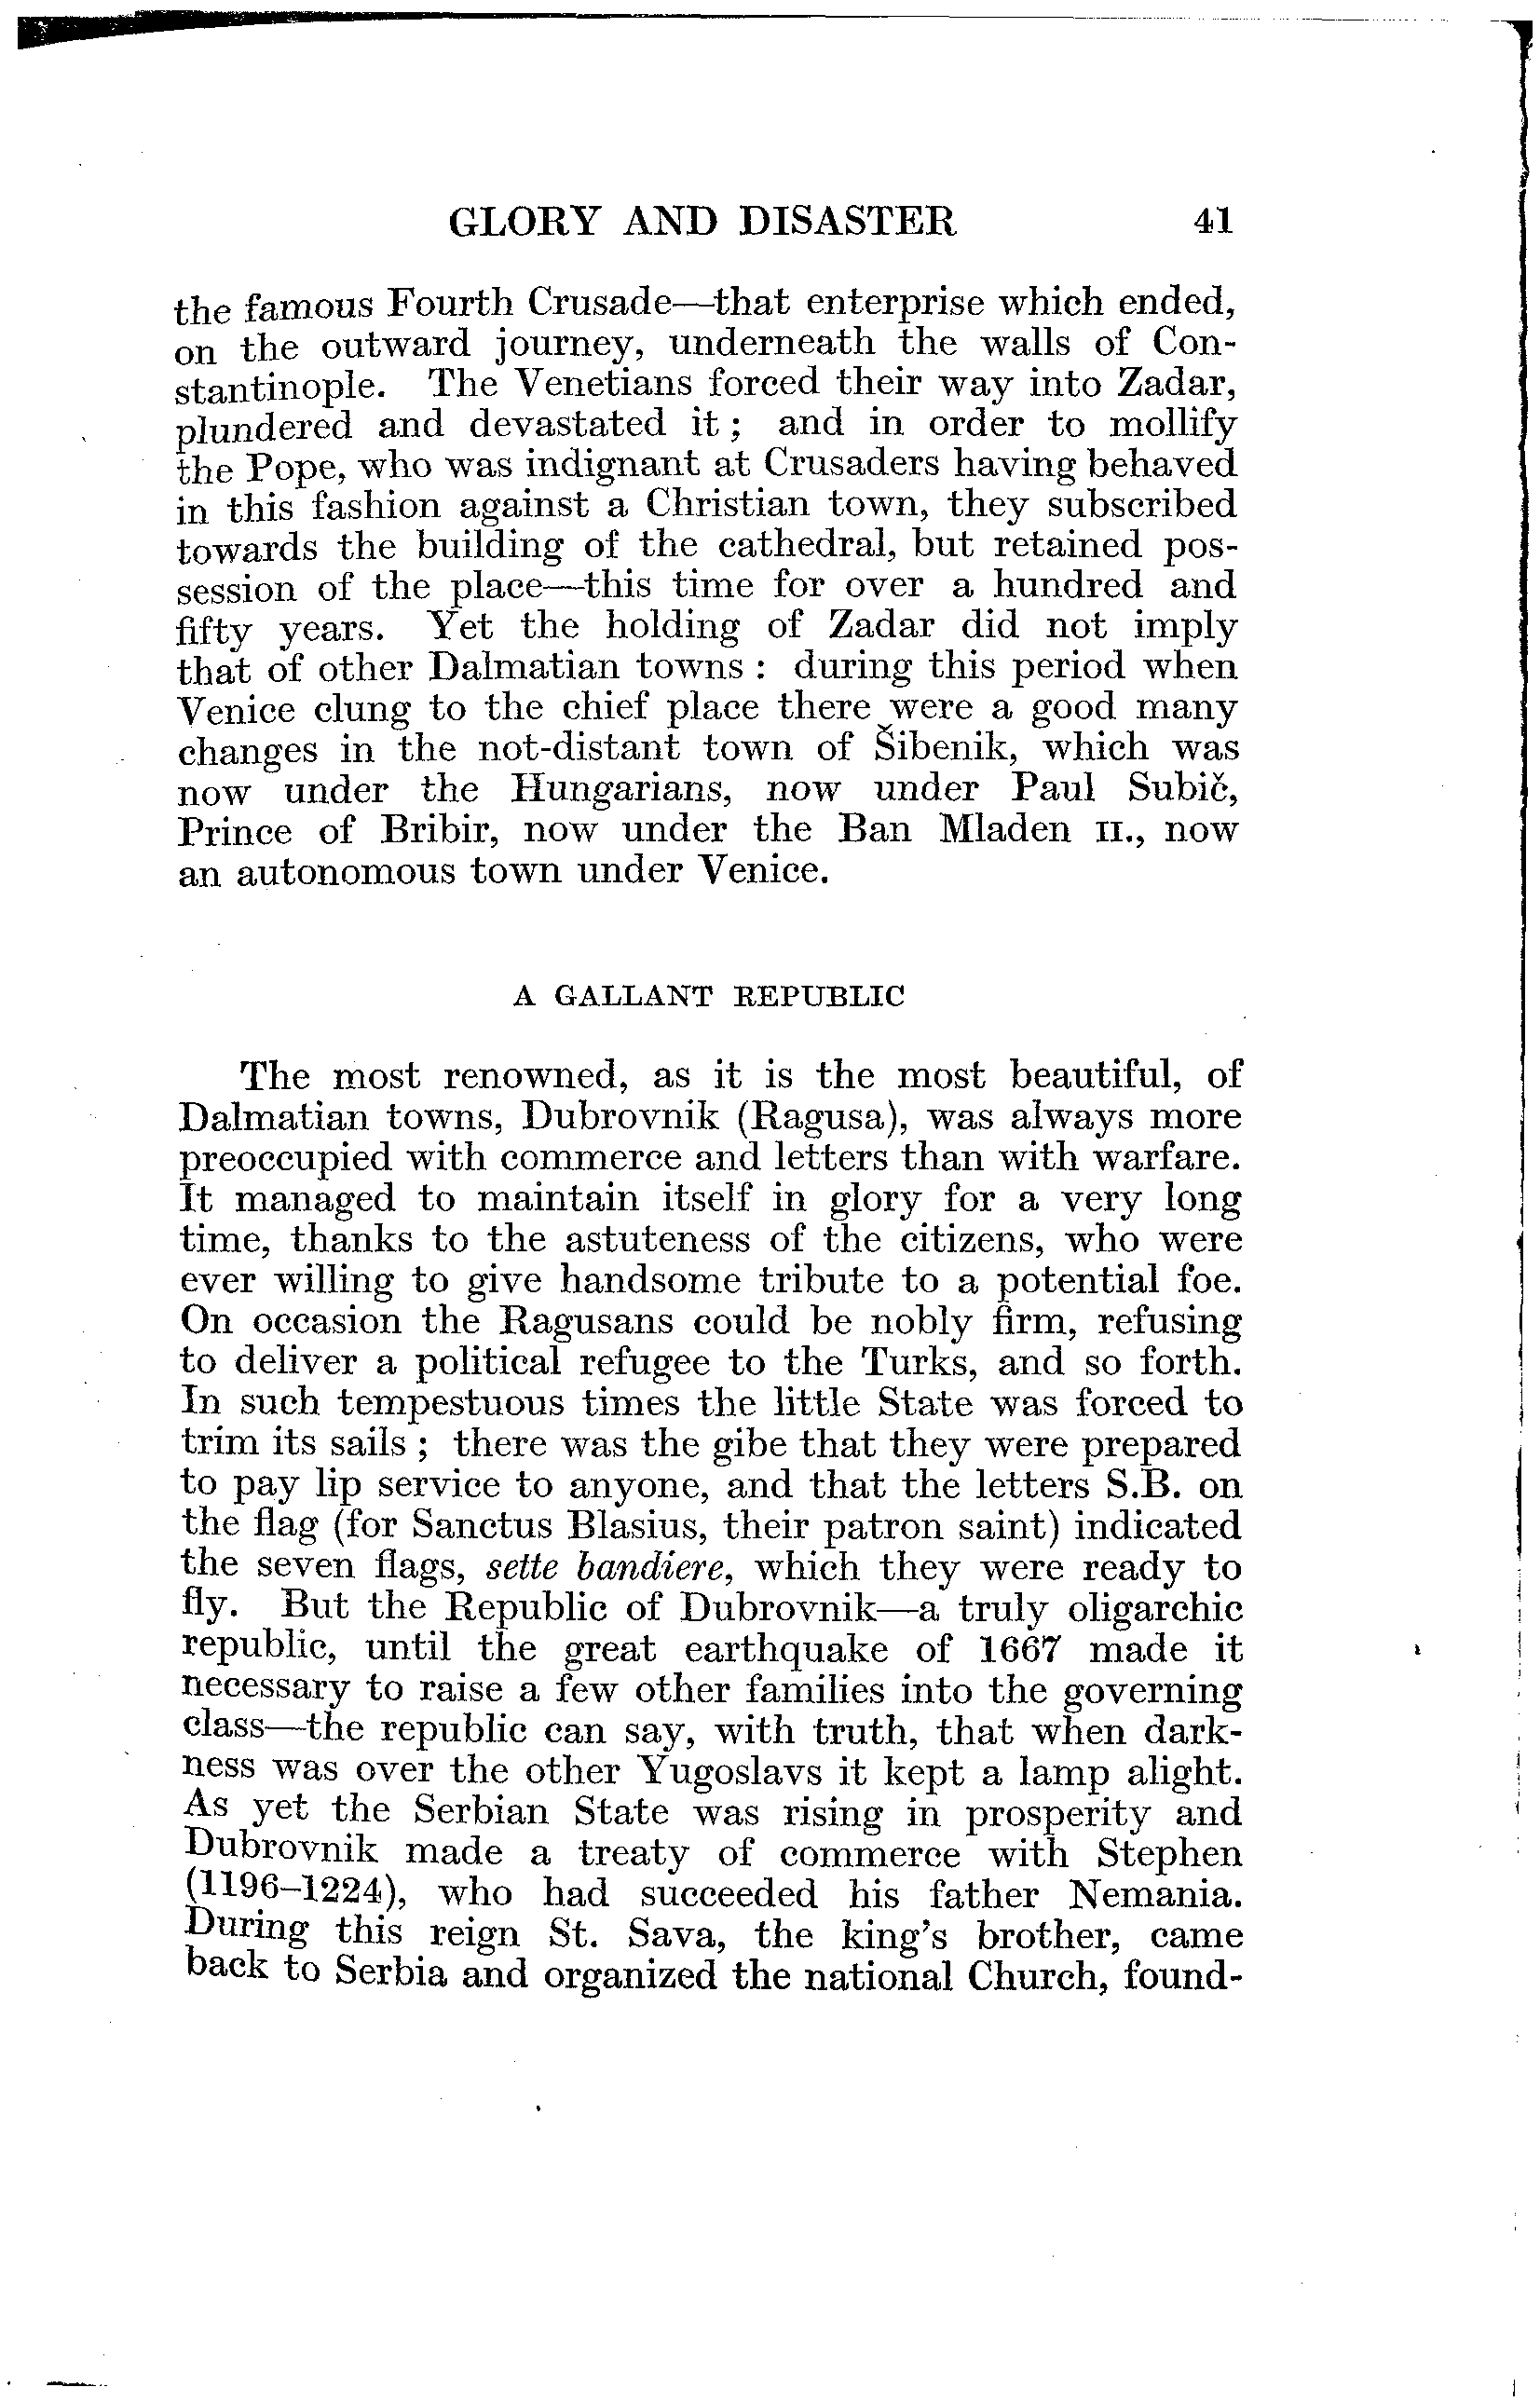 GLORY AND DISASTER 41
the famous Fourth Crusade—that enterprise which ended,
on the outward journey, underneath the walls of Con-
stantinople. The Venetians forced their way into Zadar,
plundered and devastated it ; and in order to mollify
the Pope, who was indignant at Crusaders having behaved
in this fashion against a Christian town, they subscribed
towards the building of the cathedral, but retained pos-
session of the place—this time for over a hundred and
fifty years. Yet the holding of Zadar did not imply
that of other Dalmatian towns : during this period when
Venice clung to the chief place there were a good many
changes in the not-distant town of Šibenik, which was
now under the Hungarians, now under Paul Subič,
Prince of Bribir, now under the Ban Mladen II., now
an autonomous town under Venice.
A GALLANT REPUBLIC
The most renowned, as it is the most beautiful, of
Dalmatian towns, Dubrovnik (Ragusa), was always more
preoccupied with commerce and letters than with warfare.
It managed to maintain itself in glory for a very long
time, thanks to the astuteness of the citizens, who were
ever willing to give handsome tribute to a potential foe.
On occasion the Ragusans could be nobly firm, refusing
to deliver a political refugee to the Turks, and so forth.
In such tempestuous times the little State was forced to
trim its sails ; there was the gibe that they were prepared
to pay lip service to anyone, and that the letters S.B. on
the flag (for Sanctus Blasius, their patron saint) indicated
the seven flags, sette bandiere, which they were ready to
fly. But the Republic of Dubrovnik—a truly oligarchic
republic, until the great earthquake of 1667 made it
necessary to raise a few other families into the governing
class—the republic can say, with truth, that when dark-
ness was over the other Yugoslavs it kept a lamp alight.
As yet the Serbian State was rising in prosperity and
Dubrovnik made a treaty of commerce with Stephen
(1196–1224), who had succeeded his father Nemania.
During this reign St. Sava, the king's brother, came
back to Serbia and organized the national Church, found-